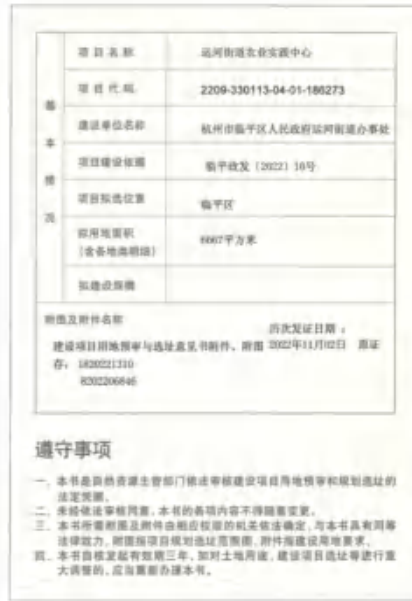 基本情况
项目名称 运河街道农业实践中心
项目代码 2209-330113-04-01-186273
建设单位名称 杭州市临平区人民政府运河街道办事处
项目建设依据 临平政发〔2022〕16号
项目拟选位置 临平区
拟用地面积
(含各地类明细) 6667平方米
拟建设规模
附图及附件名称
历次发证日期：
建设项目用地预审与选址意见书附件、附图 2022年11月02日 原证
存：1820221310
8202206846
遵守事项
一、本书是自然资源主管部门依法审核建设项目用地预审和规划选址的
法定凭据。
二、未经依法审核同意，本书的各项内容不得随意变更。
三、本书所需附图及附件由相应权限的机关依法确定，与本书具有同等
法律效力，附图指项目规划选址范围图，附件指建设用地要求。
四、本书自核发起有效期三年，如对土地用途、建设项目选址等进行重
大调整的，应当重新办理本书。